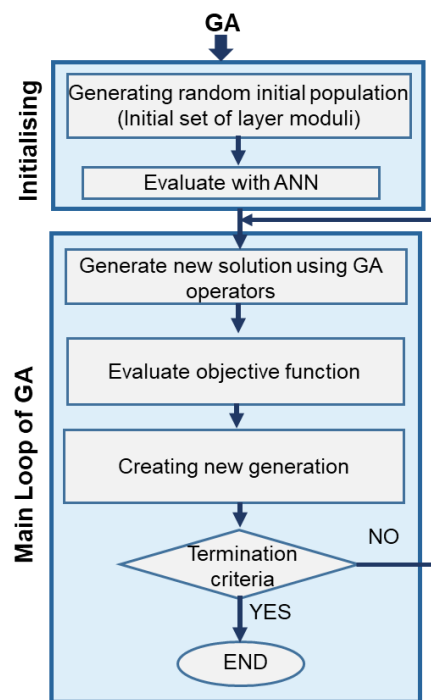 GA
Initialising
Generating random initial population
(Initial set of layer moduli)
Evaluate with ANN
Main Loop of GA
Generate new solution using GA
operators
Evaluate objective function
Creating new generation
Termination
criteria
NO
YES
END